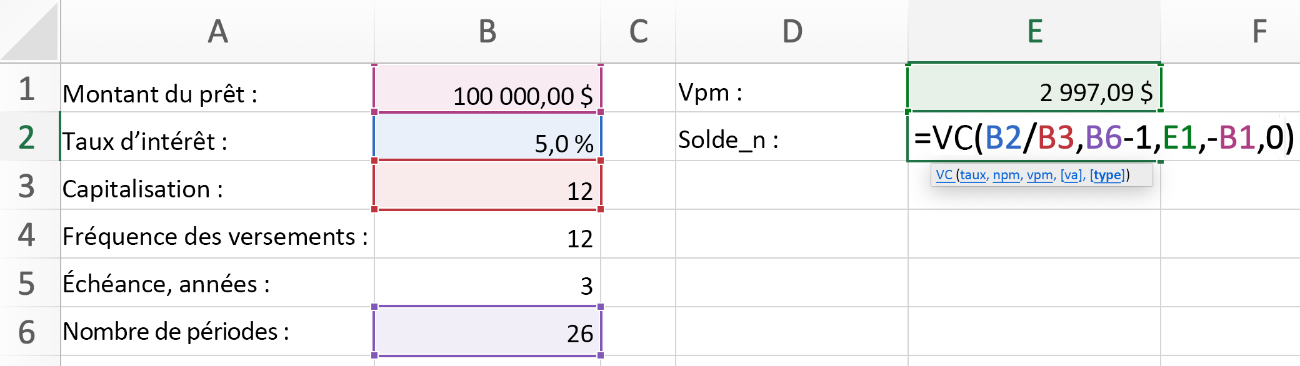 A B C D E F
1 Montant du prêt : 100 000,00 $ Vpm : 2 997,09 $
2 Taux d’intérêt : 5,0 % Solde_n : =VC(B2/B3,B6-1,E1,-B1,0)
VC (taux, npm, vpm, [va], [type])
3 Capitalisation : 12
4 Fréquence des versements : 12
5 Échéance, années : 3
6 Nombre de périodes : 26